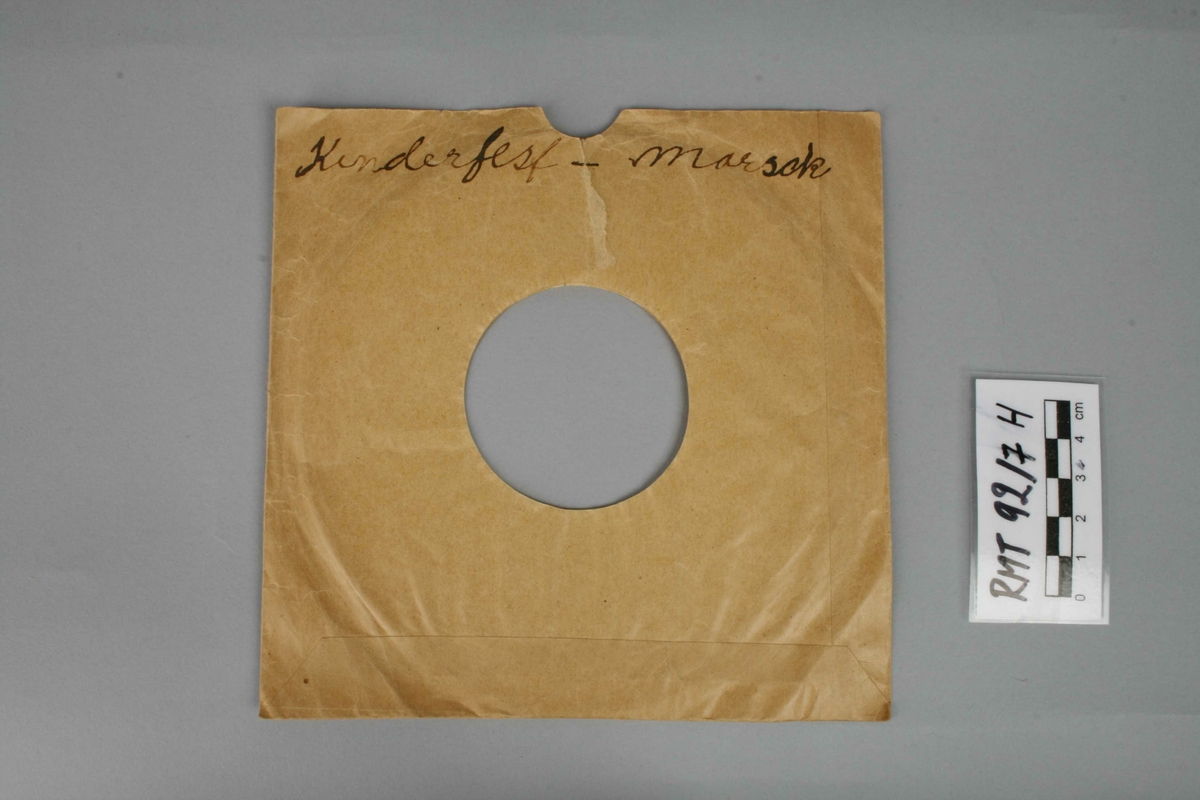 Kinderfest - Marsch
RMT 92/7 H
0 1 2 3 4 cm